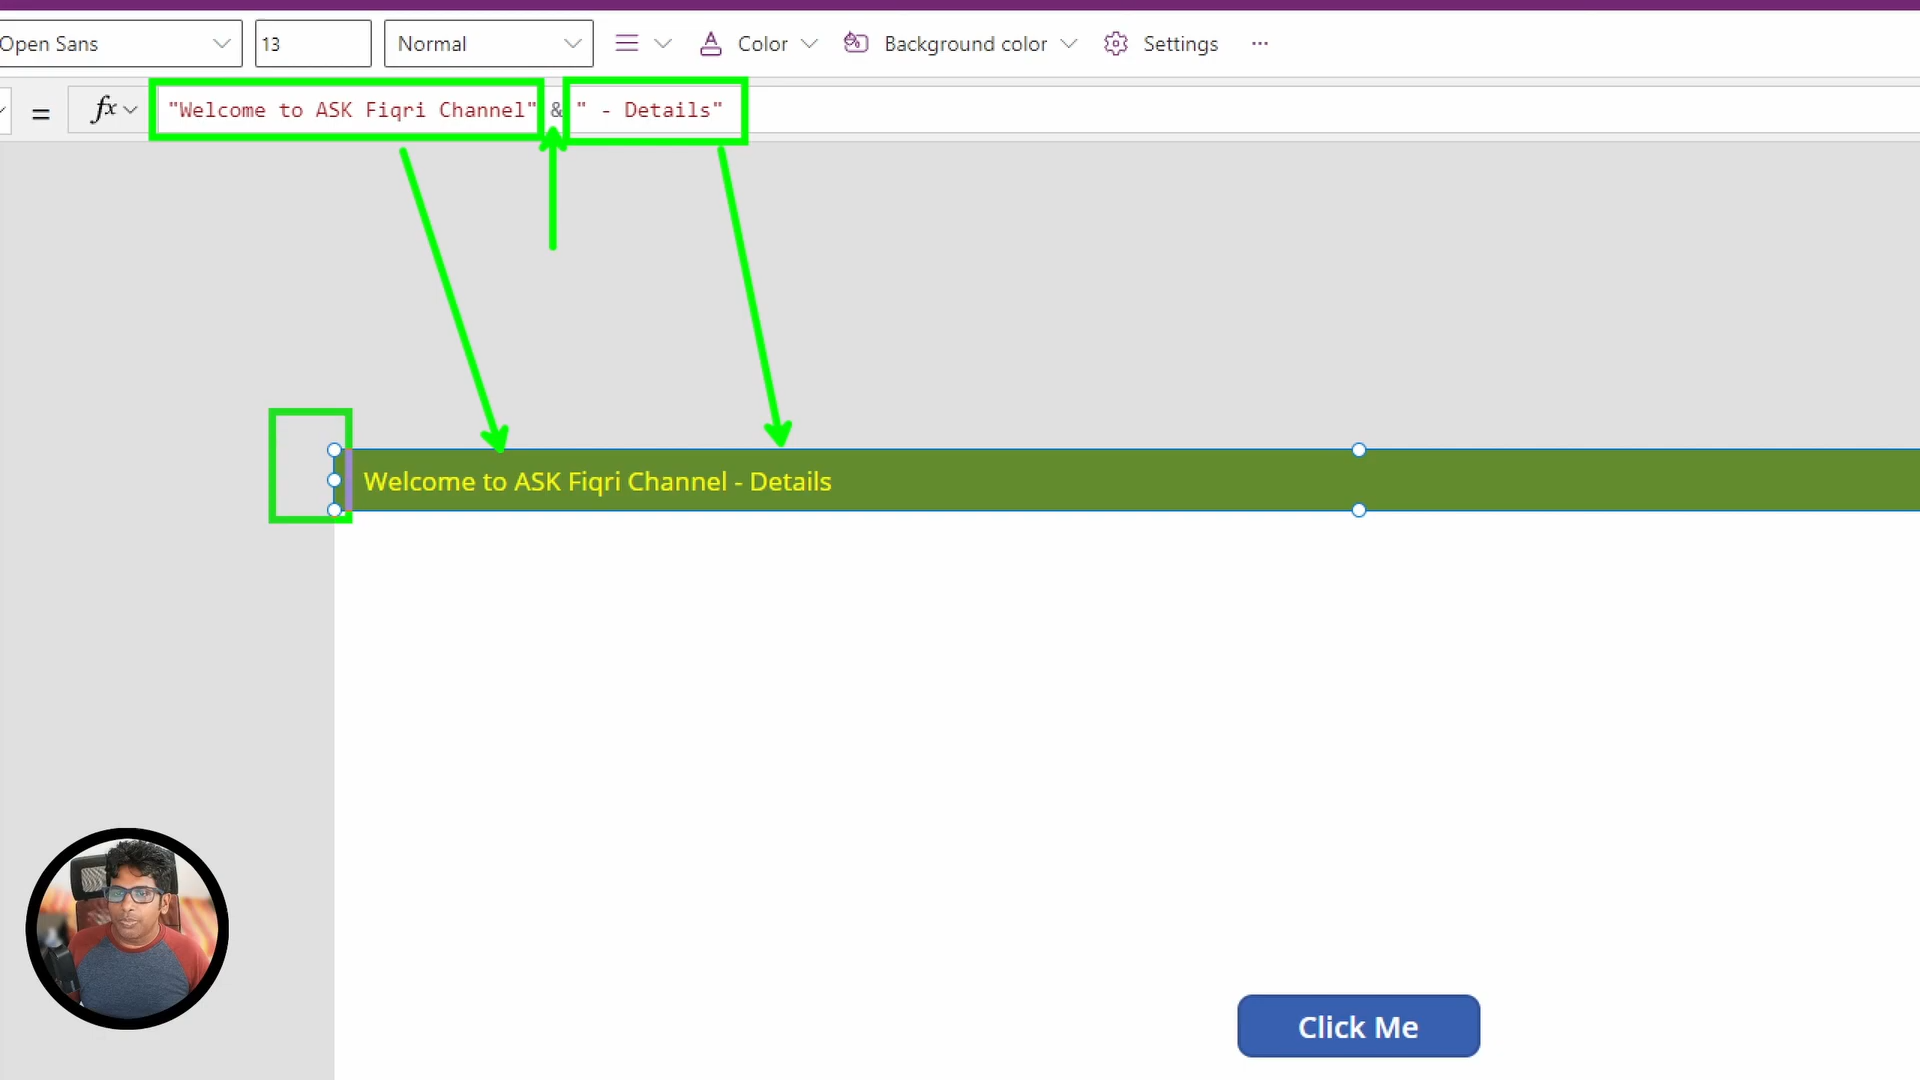 Open Sans 13 Normal Color Background color Settings ...
= fx "Welcome to ASK Fiqri Channel" & " - Details"
Welcome to ASK Fiqri Channel - Details
Click Me